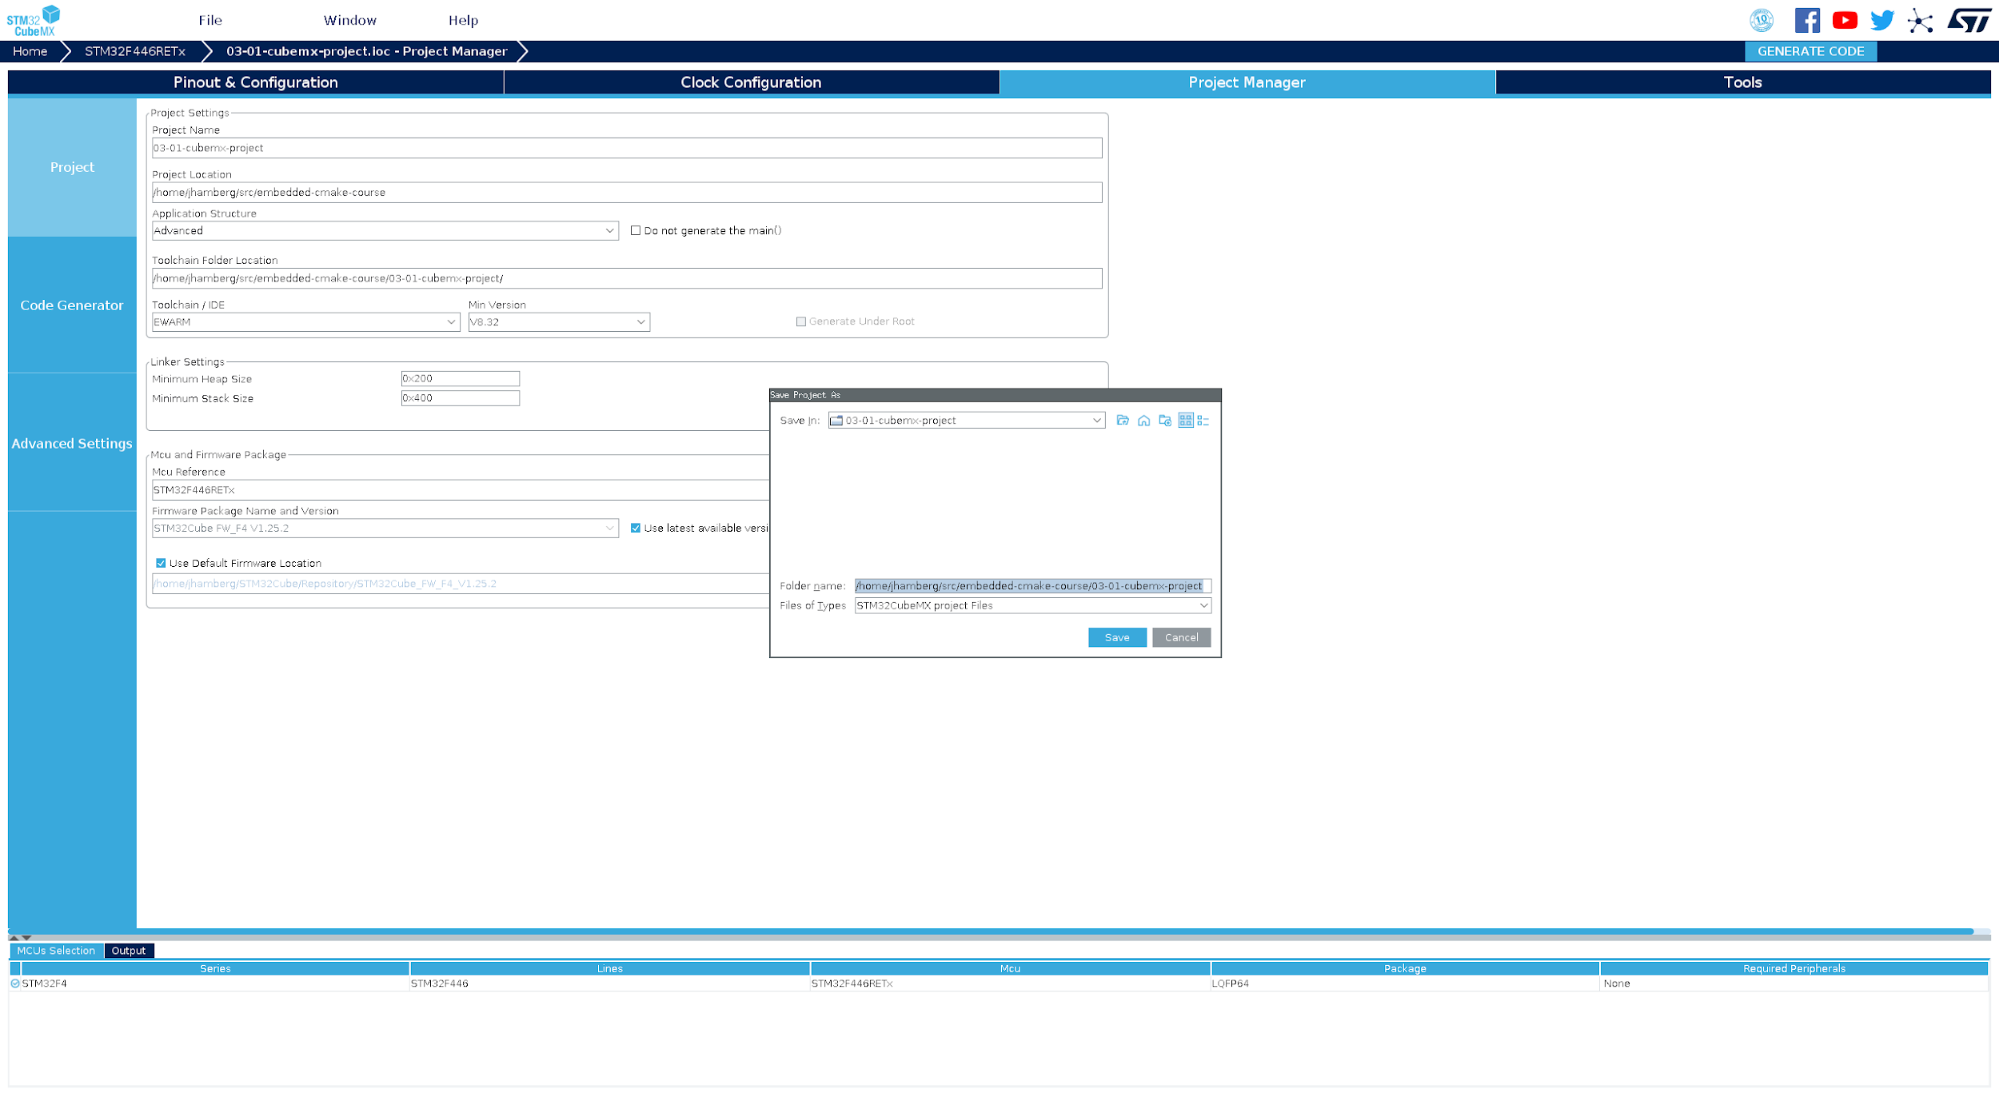 STM32
CubeMX
File
Window
Help
10
Home
STM32F446RETx
03-01-cubemx-project.ioc - Project Manager
GENERATE CODE
Pinout & Configuration
Clock Configuration
Project Manager
Tools
Project
Code Generator
Advanced Settings
Project Settings
Project Name
03-01-cubemx-project
Project Location
/home/jhamberg/src/embedded-cmake-course
Application Structure
Advanced
Do not generate the main()
Toolchain Folder Location
/home/jhamberg/src/embedded-cmake-course/03-01-cubemx-project/
Toolchain / IDE
Min Version
EWARM
V8.32
Generate Under Root
Linker Settings
Minimum Heap Size
0x200
Minimum Stack Size
0x400
Mcu and Firmware Package
Mcu Reference
STM32F446RETx
Firmware Package Name and Version
STM32Cube FW_F4 V1.25.2
Use latest available versi
Use Default Firmware Location
/home/jhamberg/STM32Cube/Repository/STM32Cube_FW_F4_V1.25.2
Save Project As
Save In:
03-01-cubemx-project
Folder name:
/home/jhamberg/src/embedded-cmake-course/03-01-cubemx-project
Files of Types
STM32CubeMX project Files
Save
Cancel
MCUs Selection
Output
Series
Lines
Mcu
Package
Required Peripherals
STM32F4
STM32F446
STM32F446RETx
LQFP64
None